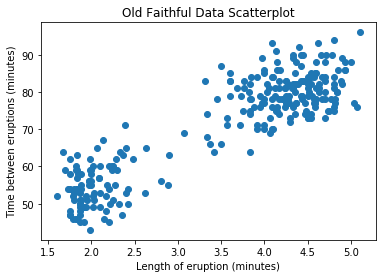 Old Faithful Data Scatterplot
Time between eruptions (minutes)
90
80
70
60
50
1.5 2.0 2.5 3.0 3.5 4.0 4.5 5.0
Length of eruption (minutes)